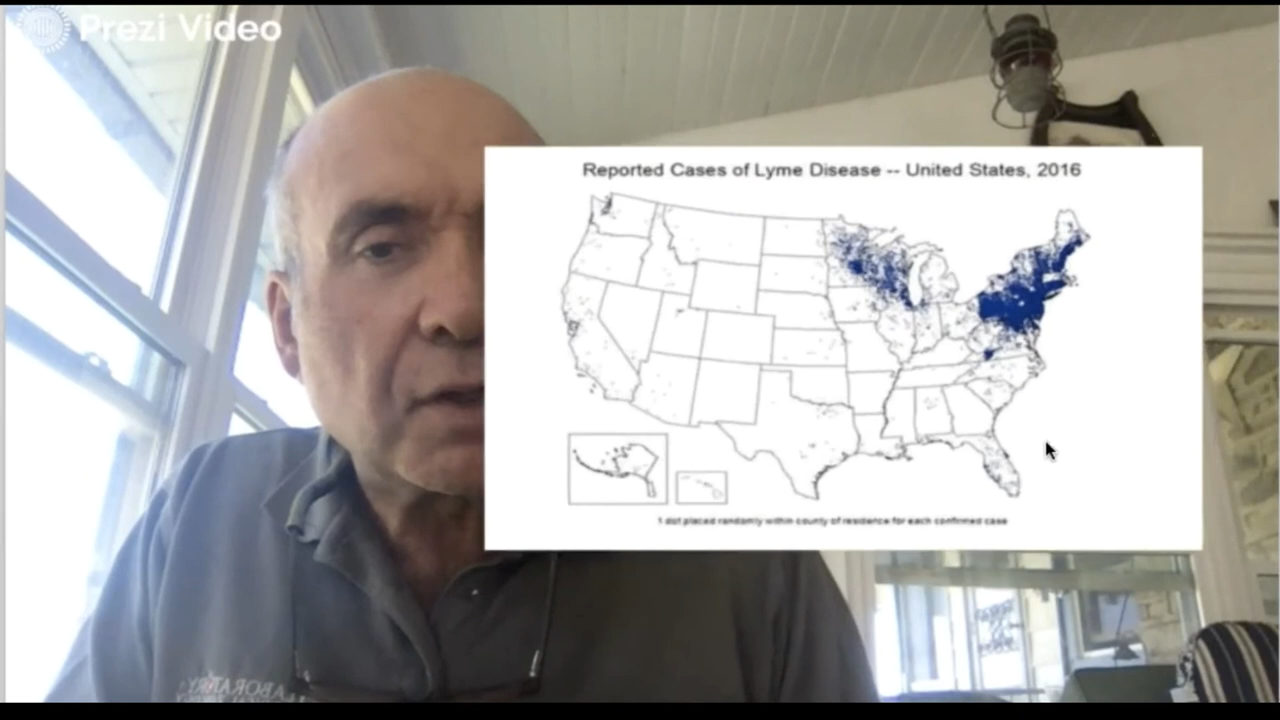 Prezi Video
Reported Cases of Lyme Disease -- United States, 2016
1 dot placed randomly within county of residence for each confirmed case
LABORATORY